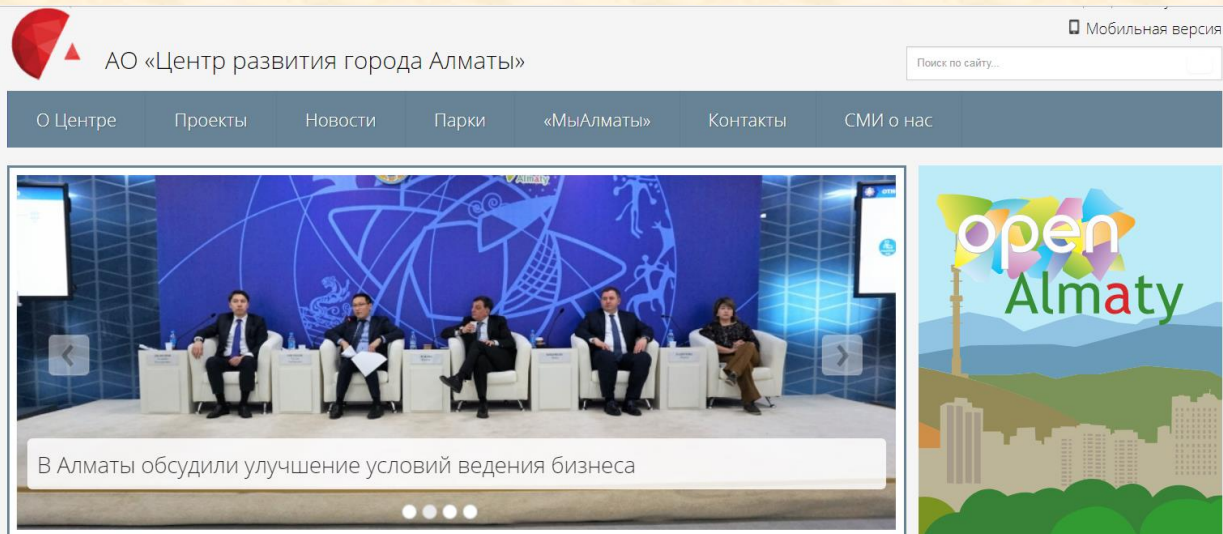 Мобильная версия
АО «Центр развития города Алматы»
Поиск по сайту...
О Центре Проекты Новости Парки «МыАлматы» Контакты СМИ о нас
Almaty
В Алматы обсудили улучшение условий ведения бизнеса
open
Almaty